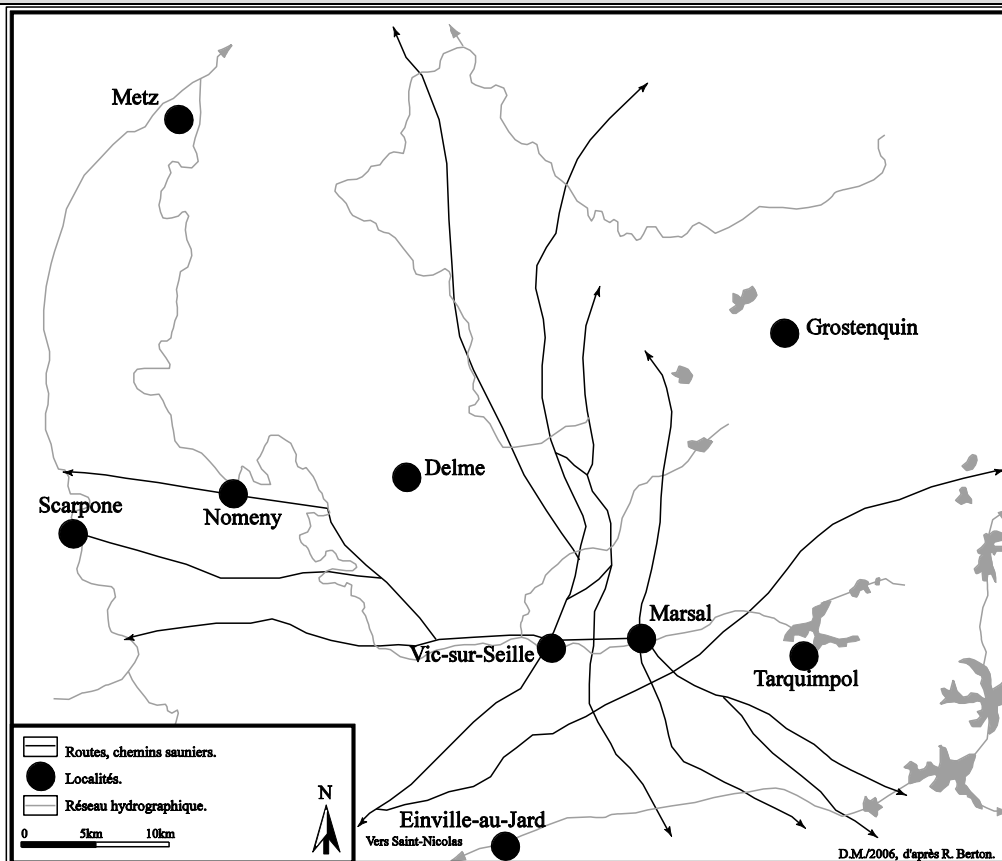 Metz
Grostenquin
Delme
Scarpone
Nomeny
Marsal
Vic-sur-Seille
Tarquimpol
Routes, chemins sauniers.
Localités.
Réseau hydrographique.
0 5km 10km
N
Einville-au-Jard
Vers Saint-Nicolas
D.M./2006, d'après R. Berton.